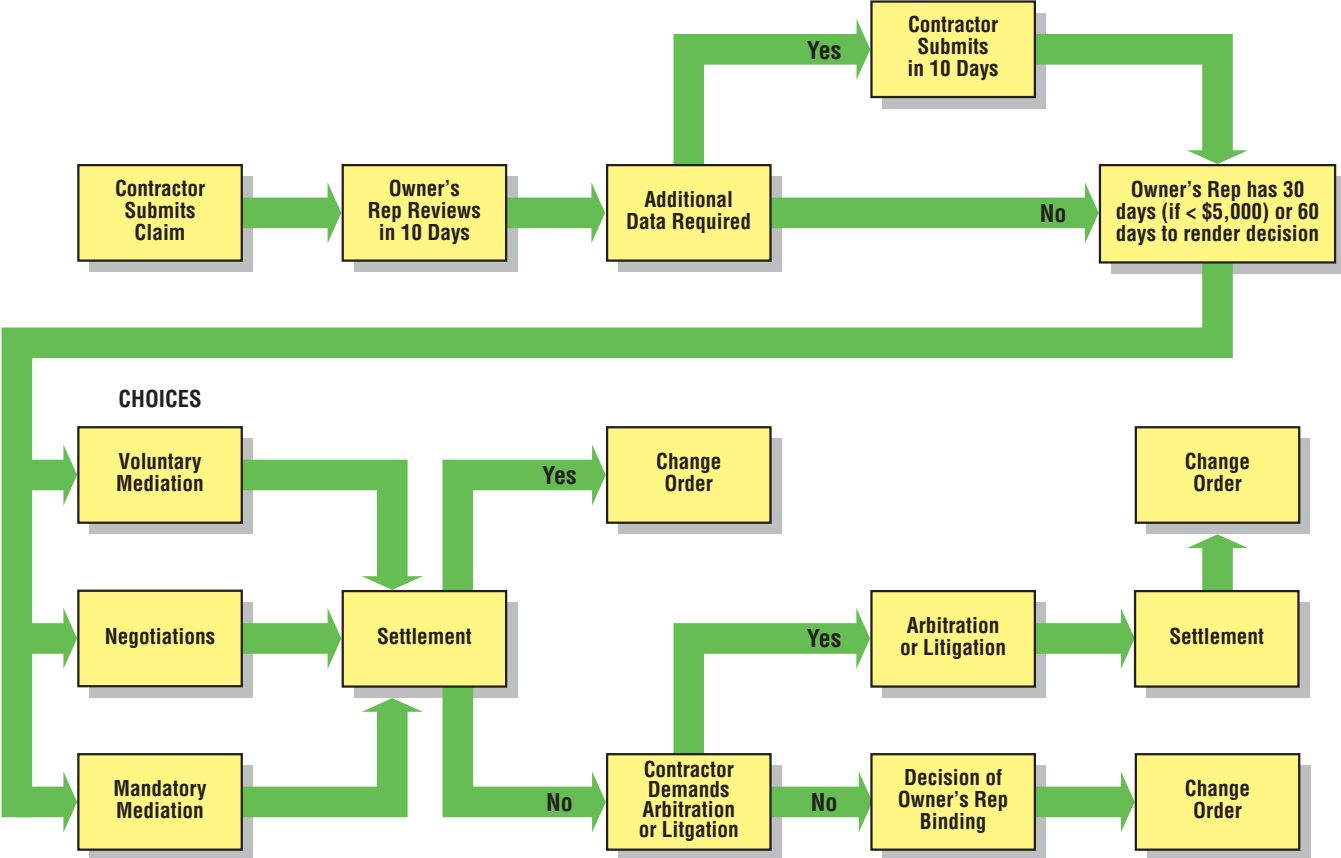 Contractor
Submits
in 10 Days
Yes
Contractor
Submits
Claim
Owner's
Rep Reviews
in 10 Days
Additional
Data Required
No
Owner's Rep has 30
days (if < $5,000) or 60
days to render decision
CHOICES
Voluntary
Mediation
Yes
Change
Order
Change
Order
Negotiations
Settlement
Yes
Arbitration
or Litigation
Settlement
Mandatory
Mediation
No
Contractor
Demands
Arbitration
or Litgation
No
Decision of
Owner's Rep
Binding
Change
Order